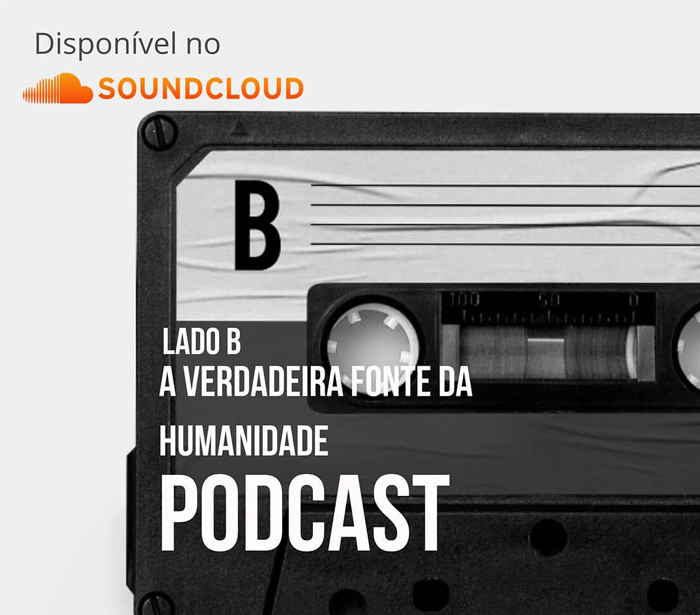 Disponível no
SOUNDCLOUD
B
100 50 0
LADO B
A VERDADEIRA FONTE DA
HUMANIDADE
PODCAST